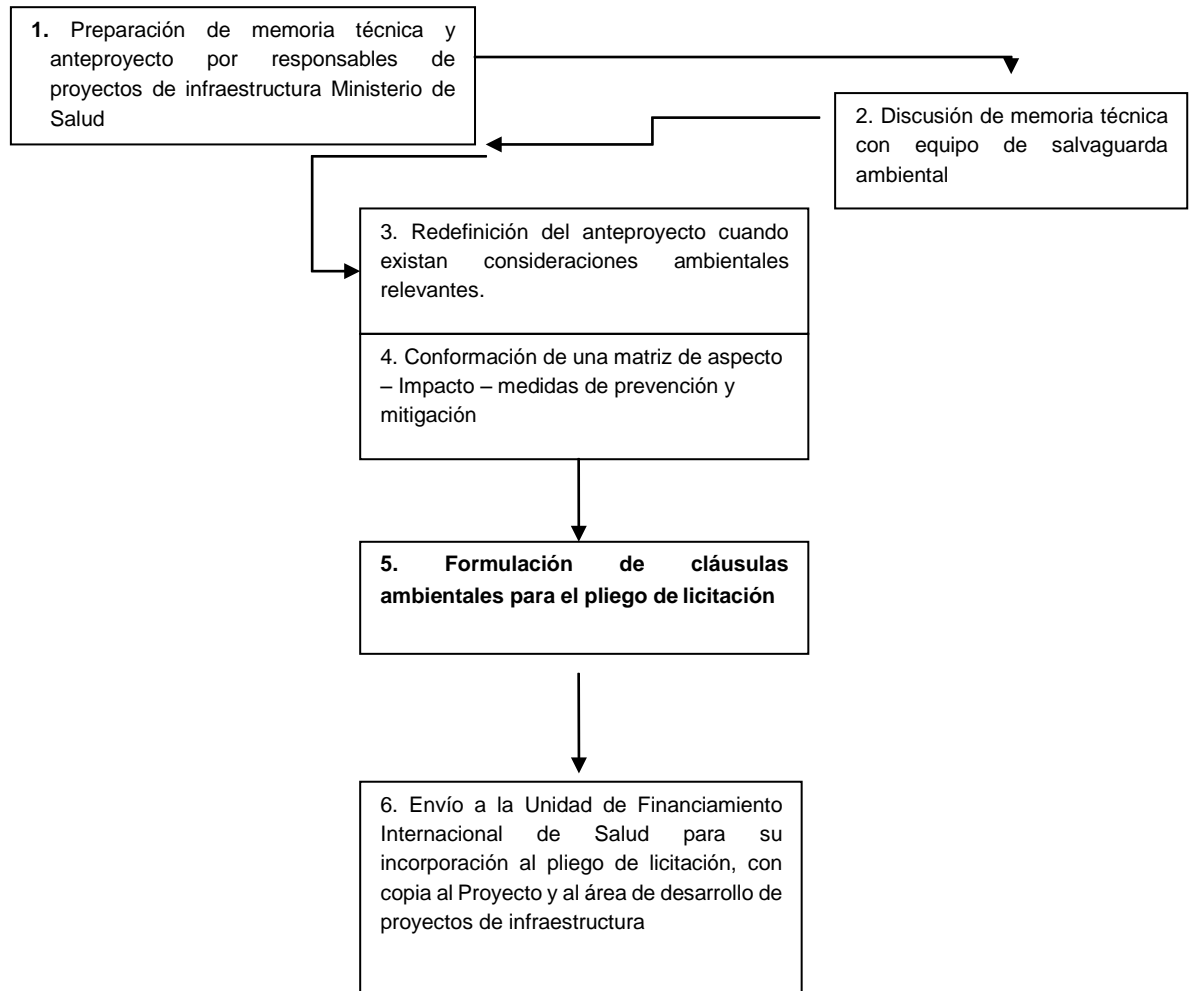 1. Preparación de memoria técnica y
anteproyecto por responsables de
proyectos de infraestructura Ministerio de
Salud
2. Discusión de memoria técnica
con equipo de salvaguarda
ambiental
3. Redefinición del anteproyecto cuando
existan consideraciones ambientales
relevantes.
4. Conformación de una matriz de aspecto
– Impacto – medidas de prevención y
mitigación
5. Formulación de cláusulas
ambientales para el pliego de licitación
6. Envío a la Unidad de Financiamiento
Internacional de Salud para su
incorporación al pliego de licitación, con
copia al Proyecto y al área de desarrollo de
proyectos de infraestructura